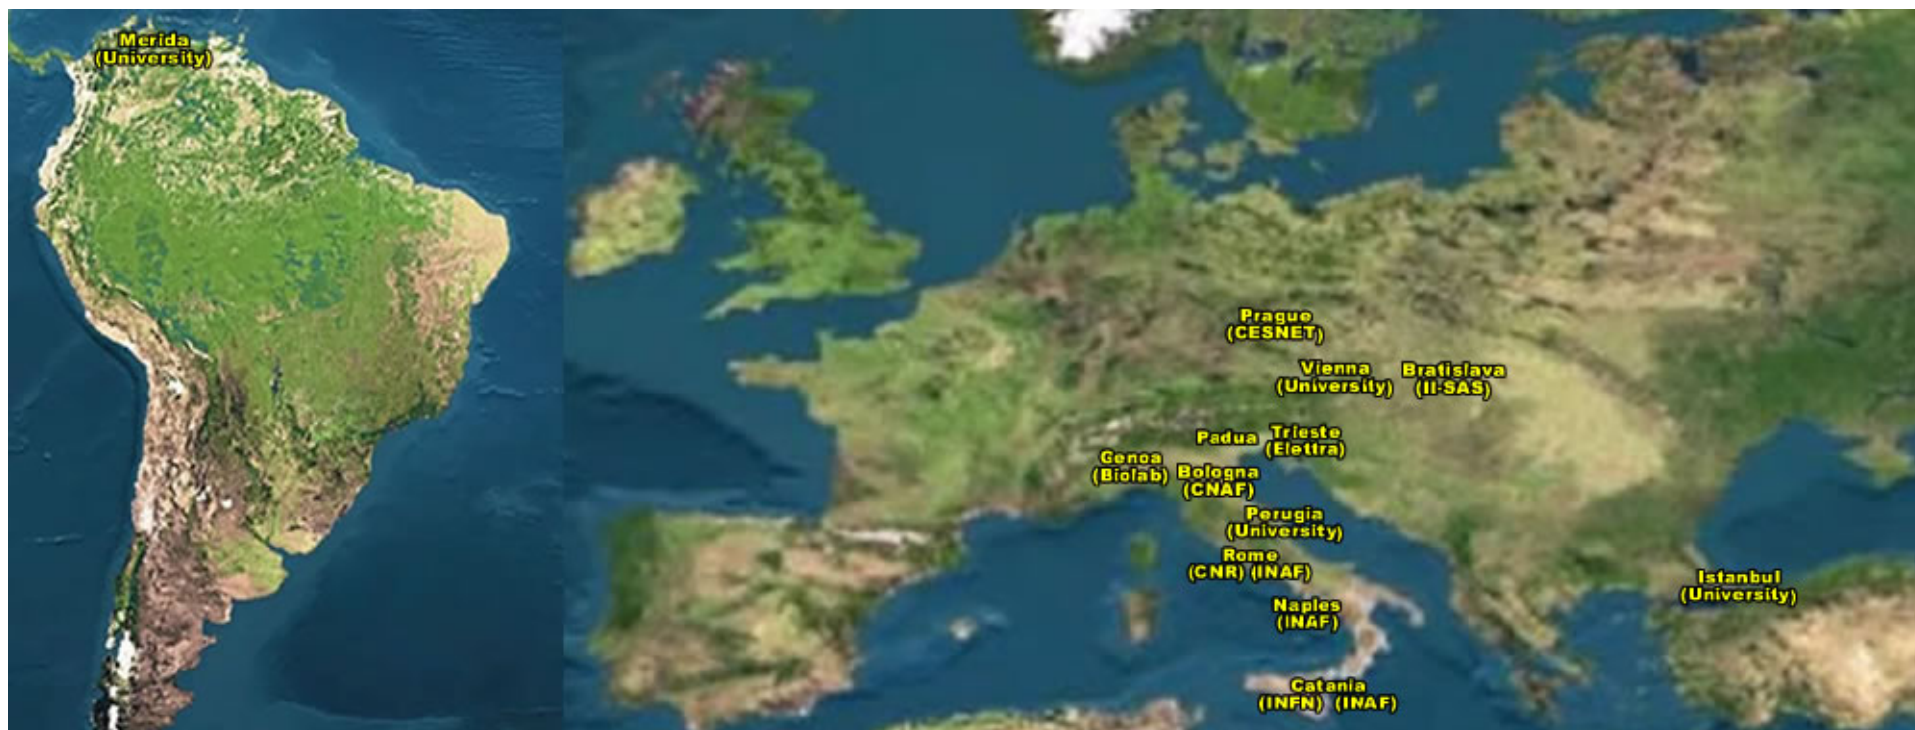 Merida
(University)
Prague
(CESNET)
Vienna
(University)
Bratislava
(II-SAS)
Padua
Trieste
(Elettra)
Genoa
(Biolab)
Bologna
(CNAF)
Perugia
(University)
Rome
(CNR) (INAF)
Naples
(INAF)
Istanbul
(University)
Catania
(INFN) (INAF)